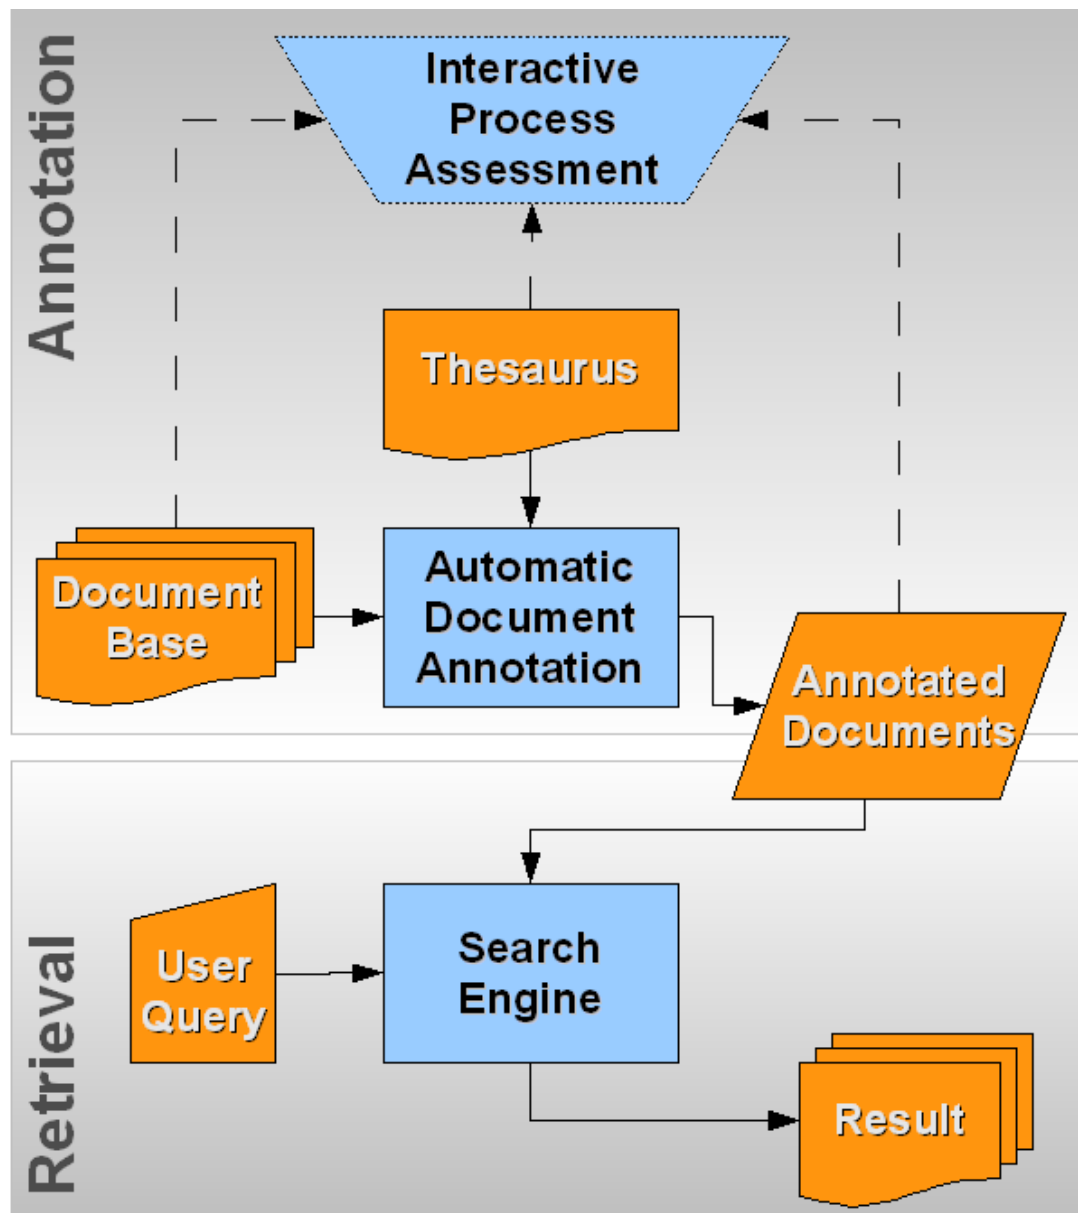 Annotation
Interactive
Process
Assessment
Thesaurus
Document
Base
Automatic
Document
Annotation
Annotated
Documents
Retrieval
User
Query
Search
Engine
Result